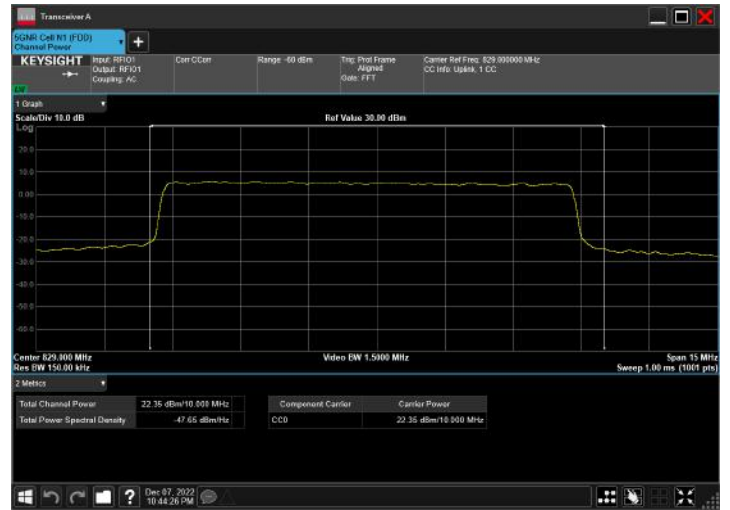 Transceiver A
5GNR Cell N1 (FDD)
Channel Power
KEYSIGHT
Input: RFIO1
Output: RFIO1
Coupling: AC
Corr CCorr
Range -60 dBm
Trig: Prot Frame
Aligned
Gate: FFT
Carrier Ref Freq: 829.000000 MHz
CC Info: Uplink, 1 CC
1 Graph
Scale/Div 10.0 dB
Ref Value 30.00 dBm
Log
20.0
10.0
0.00
-10.0
-20.0
-30.0
-40.0
-50.0
-60.0
Center 829.000 MHz
Video BW 1.5000 MHz
Span 15 MHz
Res BW 150.00 kHz
Sweep 1.00 ms (1001 pts)
2 Metrics
Total Channel Power 22.35 dBm/10.000 MHz
Total Power Spectral Density -47.65 dBm/Hz
Component Carrier Carrier Power
CC0 22.35 dBm/10.000 MHz
Dec 07, 2022
10:44:26 PM